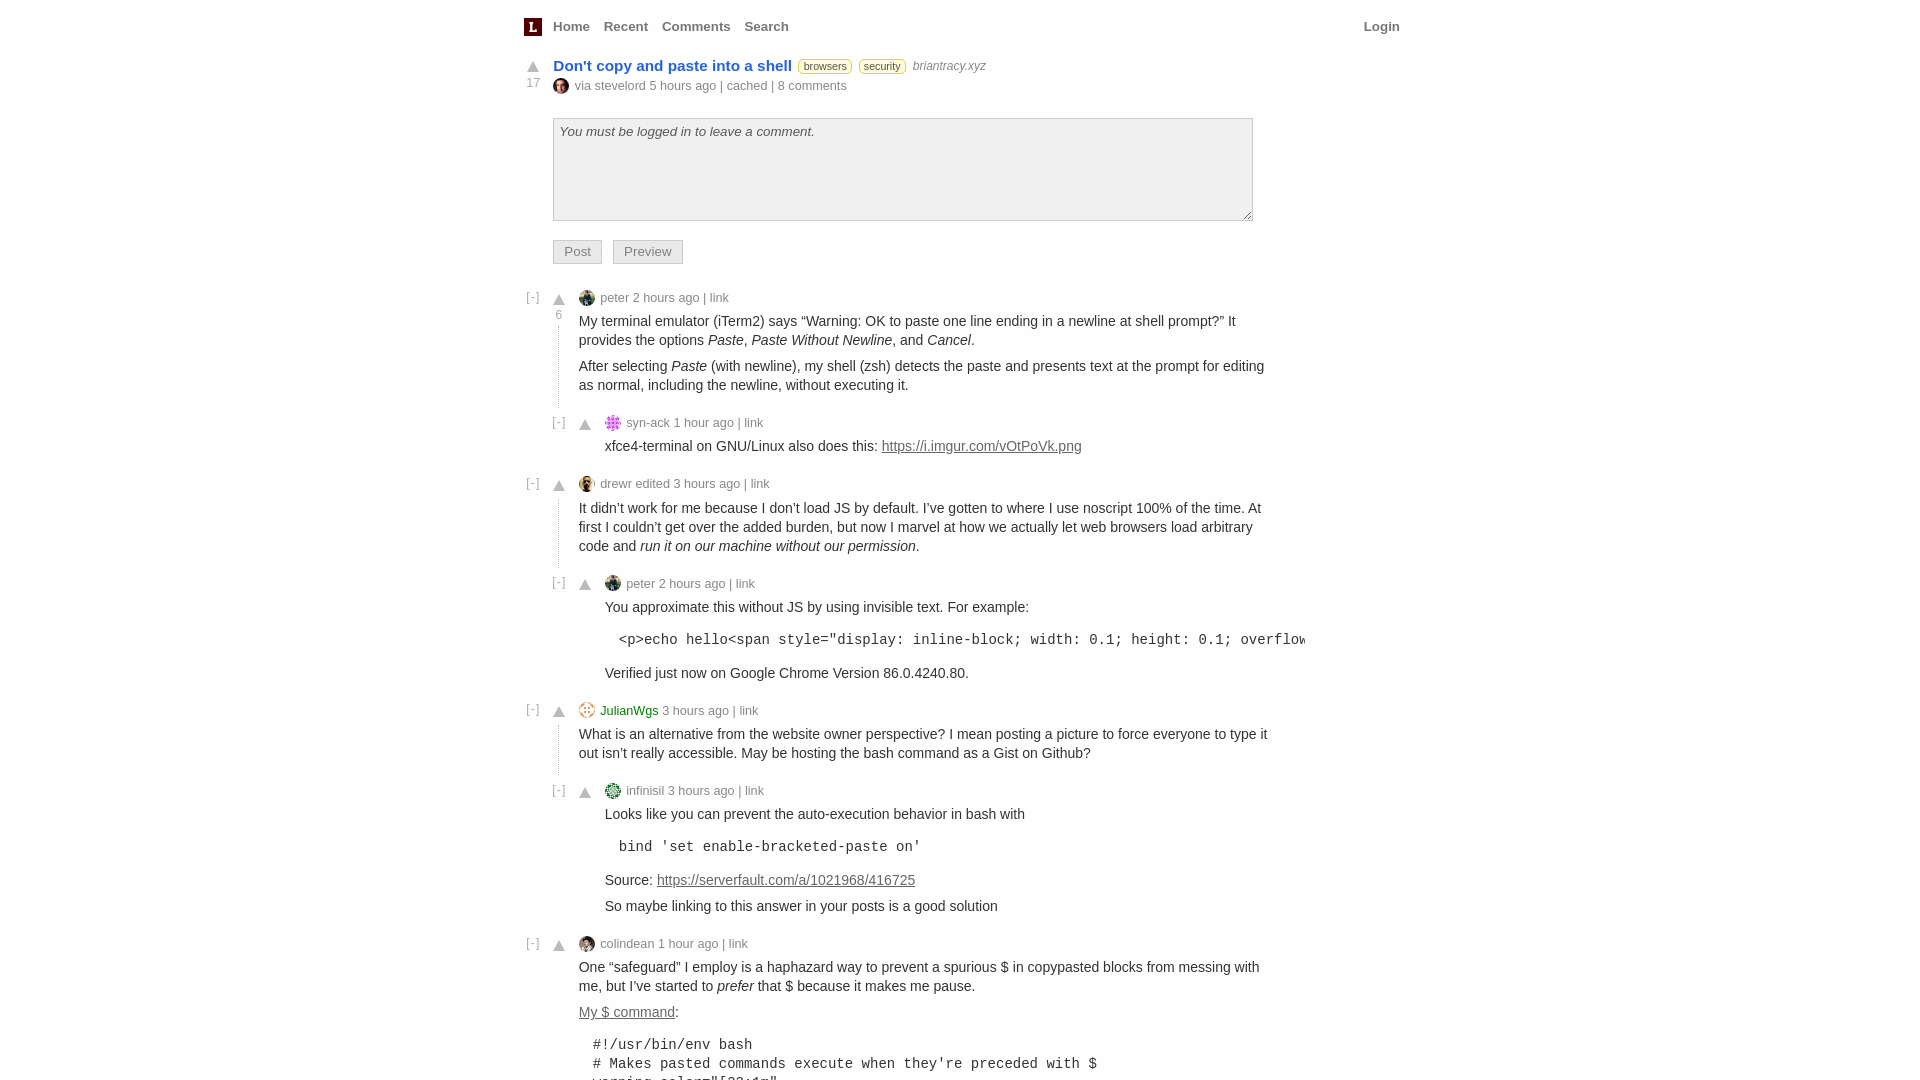 L Home Recent Comments Search Login
Don't copy and paste into a shell browsers security briantracy.xyz
17 via stevelord 5 hours ago | cached | 8 comments
You must be logged in to leave a comment.
Post Preview
[-] peter 2 hours ago | link
6
My terminal emulator (iTerm2) says “Warning: OK to paste one line ending in a newline at shell prompt?” It
provides the options Paste, Paste Without Newline, and Cancel.
After selecting Paste (with newline), my shell (zsh) detects the paste and presents text at the prompt for editing
as normal, including the newline, without executing it.
[-] syn-ack 1 hour ago | link
xfce4-terminal on GNU/Linux also does this: https://i.imgur.com/vOtPoVk.png
[-] drewr edited 3 hours ago | link
It didn’t work for me because I don’t load JS by default. I’ve gotten to where I use noscript 100% of the time. At
first I couldn’t get over the added burden, but now I marvel at how we actually let web browsers load arbitrary
code and run it on our machine without our permission.
[-] peter 2 hours ago | link
You approximate this without JS by using invisible text. For example:
<p>echo hello<span style="display: inline-block; width: 0.1; height: 0.1; overflow
Verified just now on Google Chrome Version 86.0.4240.80.
[-] JulianWgs 3 hours ago | link
What is an alternative from the website owner perspective? I mean posting a picture to force everyone to type it
out isn’t really accessible. May be hosting the bash command as a Gist on Github?
[-] infinisil 3 hours ago | link
Looks like you can prevent the auto-execution behavior in bash with
bind 'set enable-bracketed-paste on'
Source: https://serverfault.com/a/1021968/416725
So maybe linking to this answer in your posts is a good solution
[-] colindean 1 hour ago | link
One “safeguard” I employ is a haphazard way to prevent a spurious $ in copypasted blocks from messing with
me, but I’ve started to prefer that $ because it makes me pause.
My $ command:
#!/usr/bin/env bash
# Makes pasted commands execute when they're preceded with $